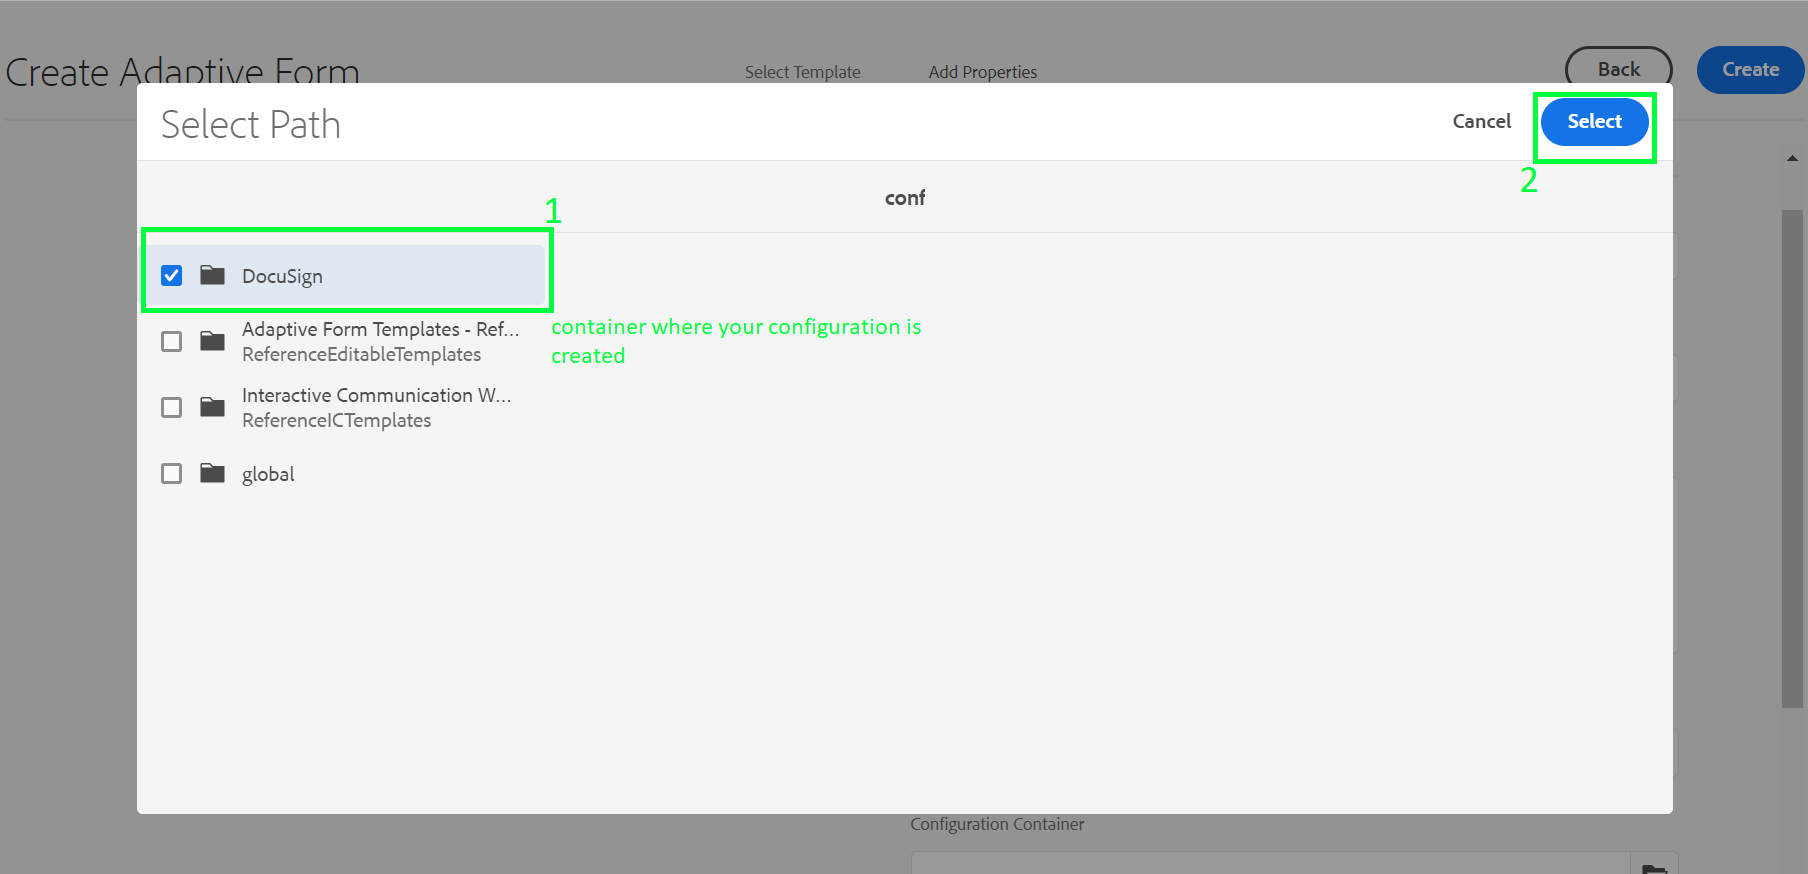 Create Adaptive Form
Select Template
Add Properties
Back
Create
Select Path
Cancel
Select
2
conf
1
DocuSign
Adaptive Form Templates - Ref...
ReferenceEditableTemplates
container where your configuration is
created
Interactive Communication W...
ReferenceICTemplates
global
Configuration Container